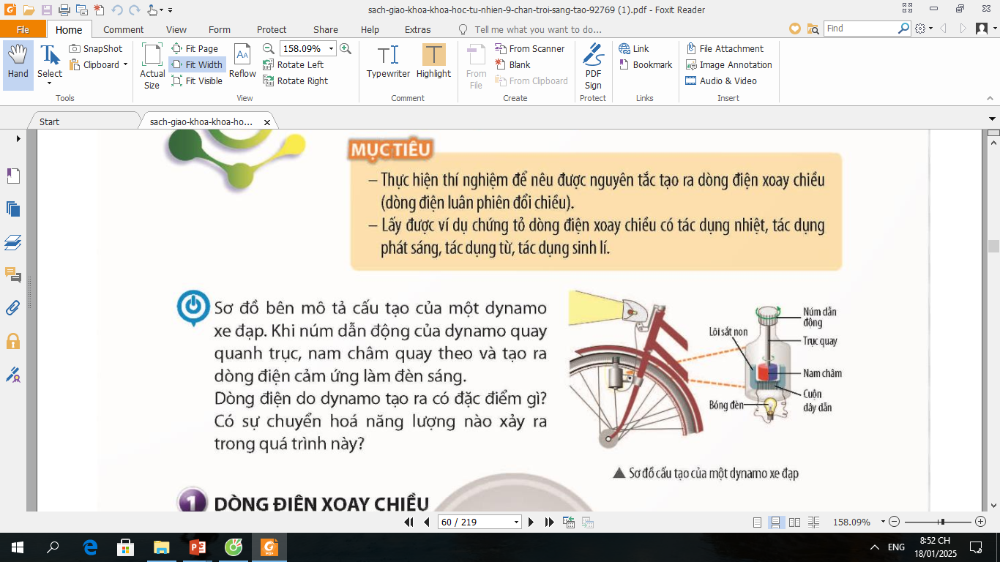 sach-giao-khoa-khoa-hoc-tu-nhien-9-chan-troi-sang-tao-92769 (1).pdf - Foxit Reader
File
Home
Comment
View
Form
Protect
Share
Help
Extras
Tell me what you want to do...
Find
Hand
Select
SnapShot
Clipboard
Tools
Actual
Size
Fit Page
Fit Width
Fit Visible
Reflow
158.09%
Rotate Left
Rotate Right
View
Typewriter
Highlight
Comment
From
File
From Scanner
Blank
From Clipboard
Create
PDF
Sign
Protect
Link
Bookmark
Links
File Attachment
Image Annotation
Audio & Video
Insert
Start
sach-giao-khoa-khoa-ho...
MỤC TIÊU
– Thực hiện thí nghiệm để nêu được nguyên tắc tạo ra dòng điện xoay chiều
(dòng điện luân phiên đổi chiều).
– Lấy được ví dụ chứng tỏ dòng điện xoay chiều có tác dụng nhiệt, tác dụng
phát sáng, tác dụng từ, tác dụng sinh lí.
Sơ đồ bên mô tả cấu tạo của một dynamo
xe đạp. Khi núm dẫn động của dynamo quay
quanh trục, nam châm quay theo và tạo ra
dòng điện cảm ứng làm đèn sáng.
Dòng điện do dynamo tạo ra có đặc điểm gì?
Có sự chuyển hoá năng lượng nào xảy ra
trong quá trình này?
Núm dẫn
động
Lõi sắt non
Trục quay
Nam châm
Cuộn
dây dẫn
Bóng đèn
▲ Sơ đồ cấu tạo của một dynamo xe đạp
1 DÒNG ĐIỆN XOAY CHIỀU
60 / 219
158.09%
ENG
8:52 CH
18/01/2025